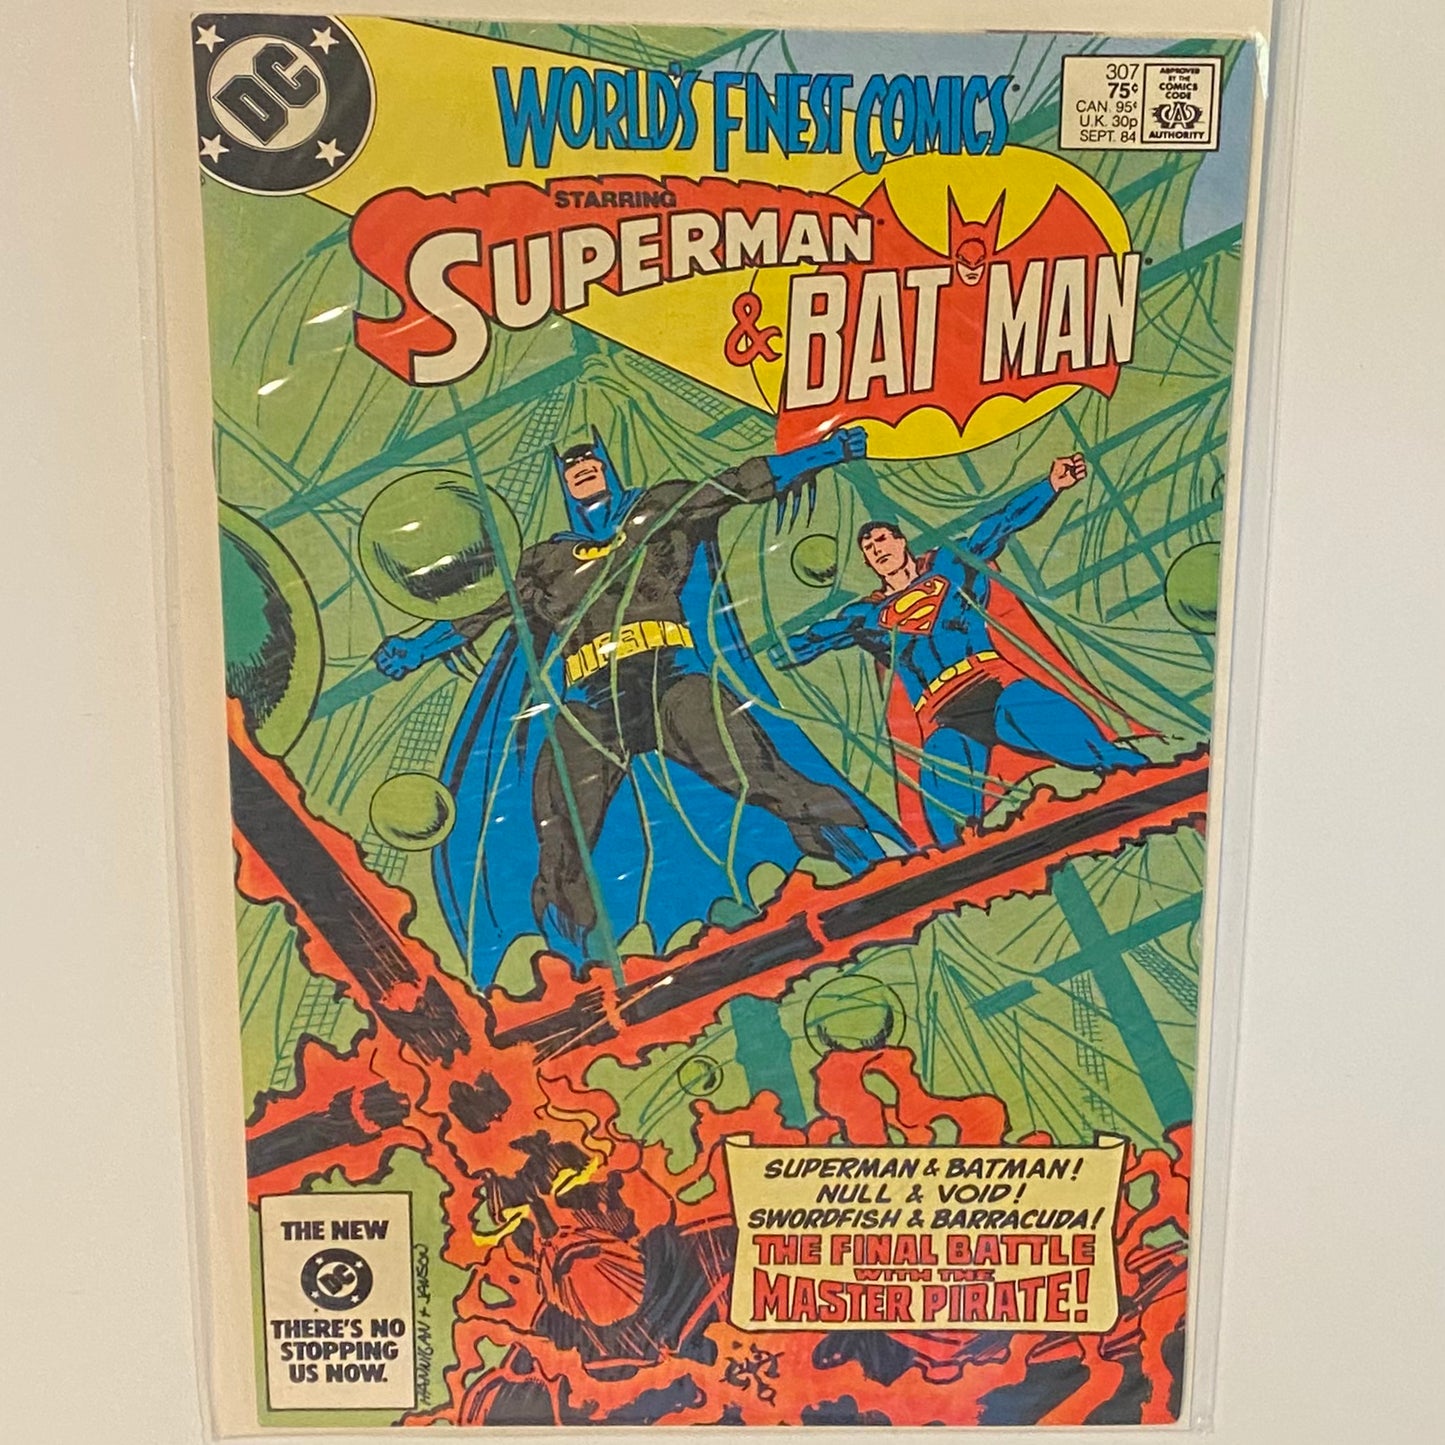 DC
WORLD'S FINEST COMICS
307
75¢
CAN. 95¢
U.K. 30p
SEPT. 84
APPROVED
BY THE
COMICS
CODE
CA
AUTHORITY
STARRING
SUPERMAN
& BATMAN
S
SUPERMAN & BATMAN!
NULL & VOID!
SWORDFISH & BARRACUDA!
THE FINAL BATTLE
WITH THE
MASTER PIRATE!
THE NEW
DC
THERE'S NO
STOPPING
US NOW.
HANNIGAN + JANSON